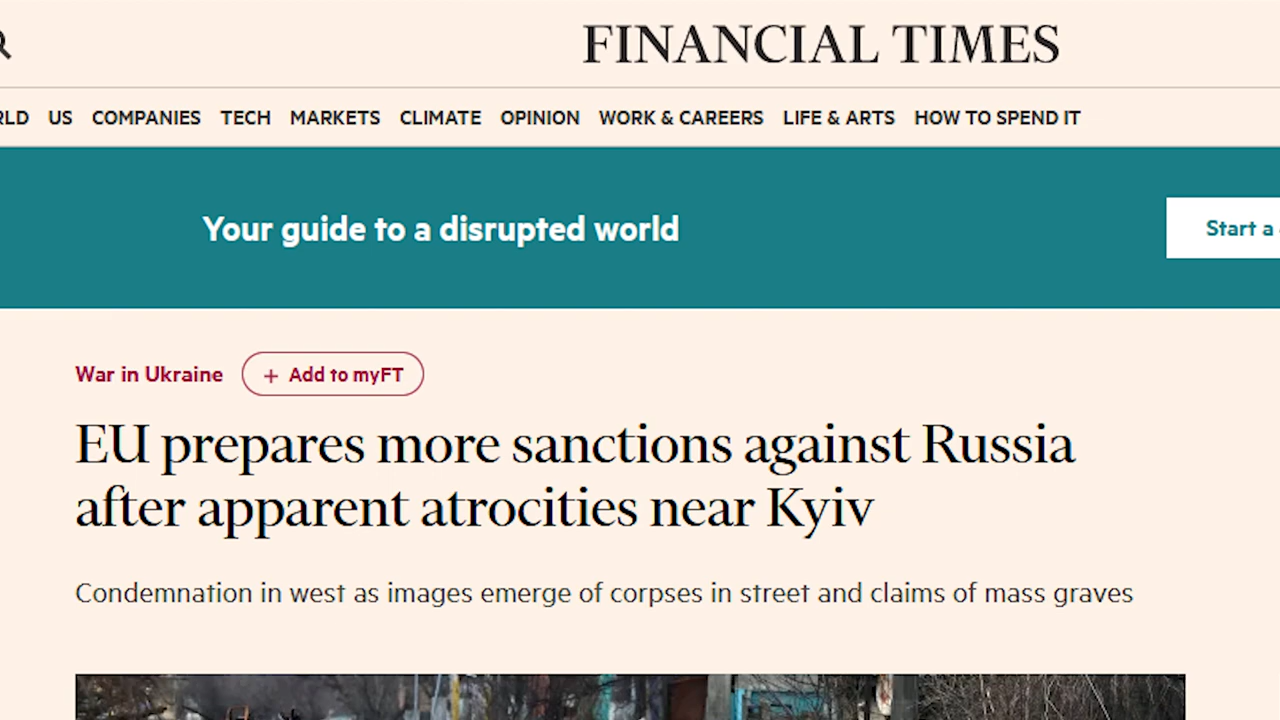 FINANCIAL TIMES
RLD US COMPANIES TECH MARKETS CLIMATE OPINION WORK & CAREERS LIFE & ARTS HOW TO SPEND IT
Your guide to a disrupted world
Start a
War in Ukraine + Add to myFT
EU prepares more sanctions against Russia
after apparent atrocities near Kyiv
Condemnation in west as images emerge of corpses in street and claims of mass graves